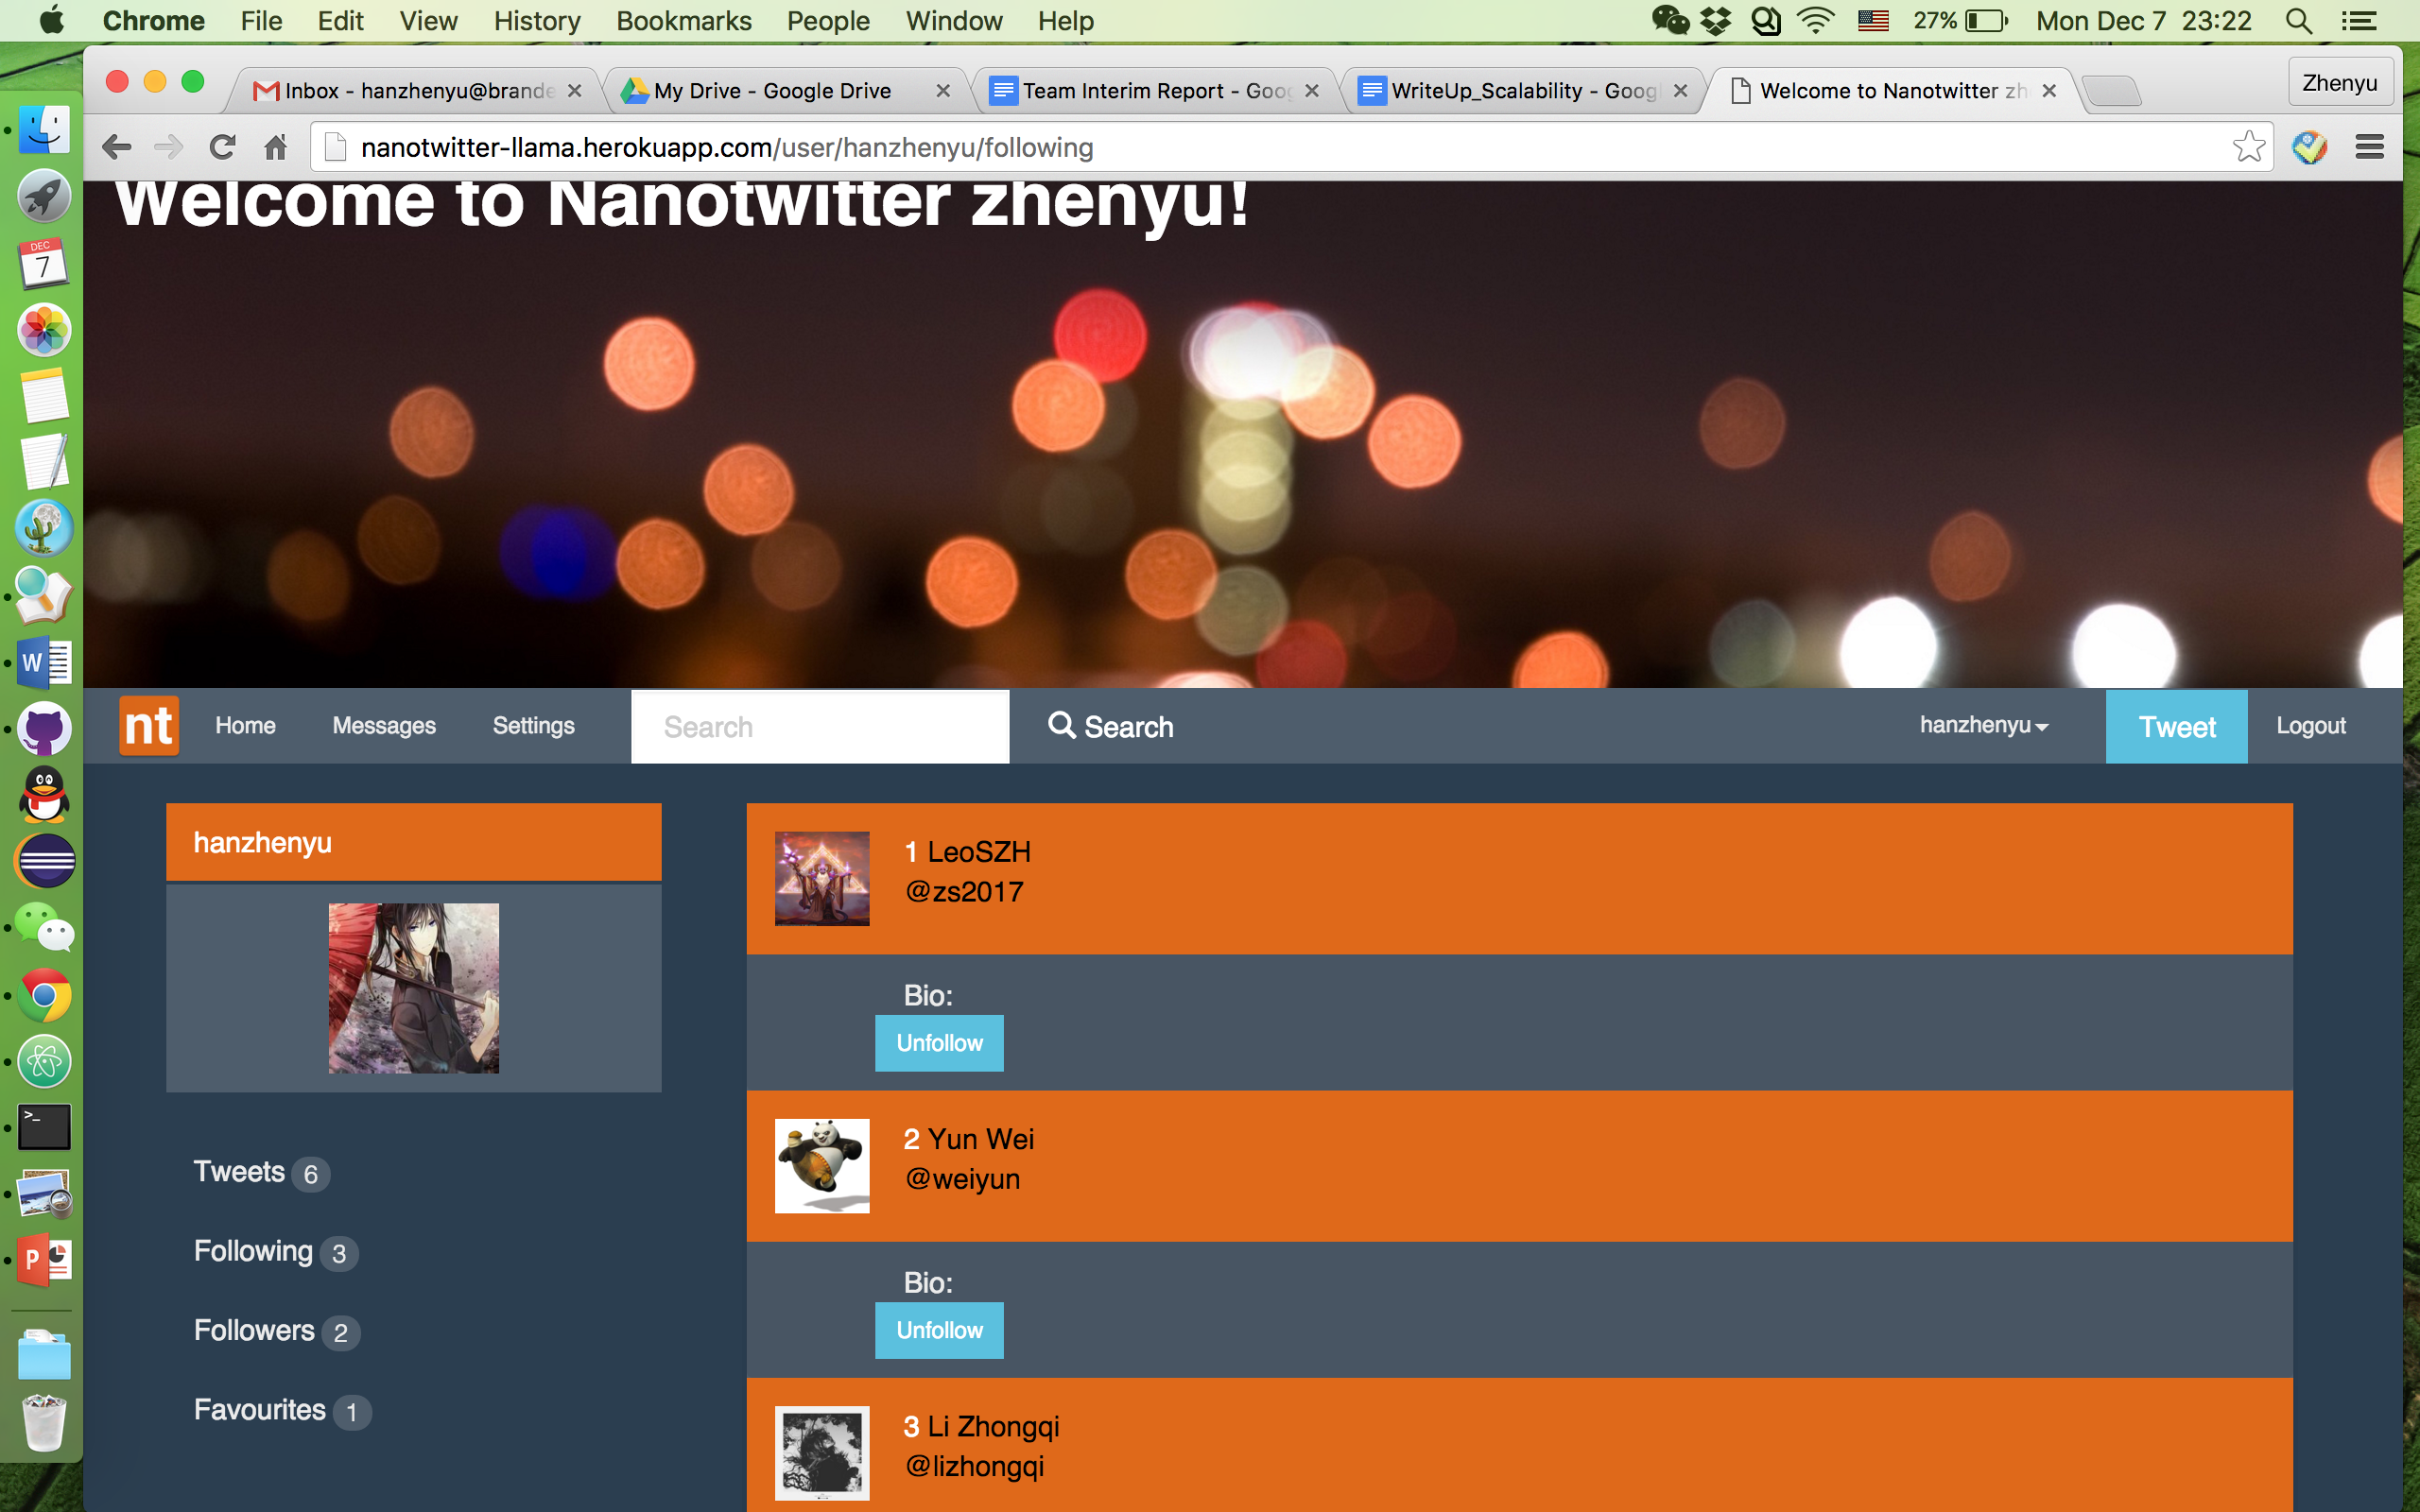 Chrome File Edit View History Bookmarks People Window Help 27% Mon Dec 7 23:22
Inbox - hanzhenyu@brande My Drive - Google Drive Team Interim Report - Goog WriteUp_Scalability - Googl Welcome to Nanotwitter zh Zhenyu
nanotwitter-llama.herokuapp.com/user/hanzhenyu/following
DEC
7
W
>_
P
Welcome to Nanotwitter zhenyu!
nt Home Messages Settings Search Search hanzhenyu Tweet Logout
hanzhenyu
Tweets 6
Following 3
Followers 2
Favourites 1
1 LeoSZH
@zs2017
Bio:
Unfollow
2 Yun Wei
@weiyun
Bio:
Unfollow
3 Li Zhongqi
@lizhongqi